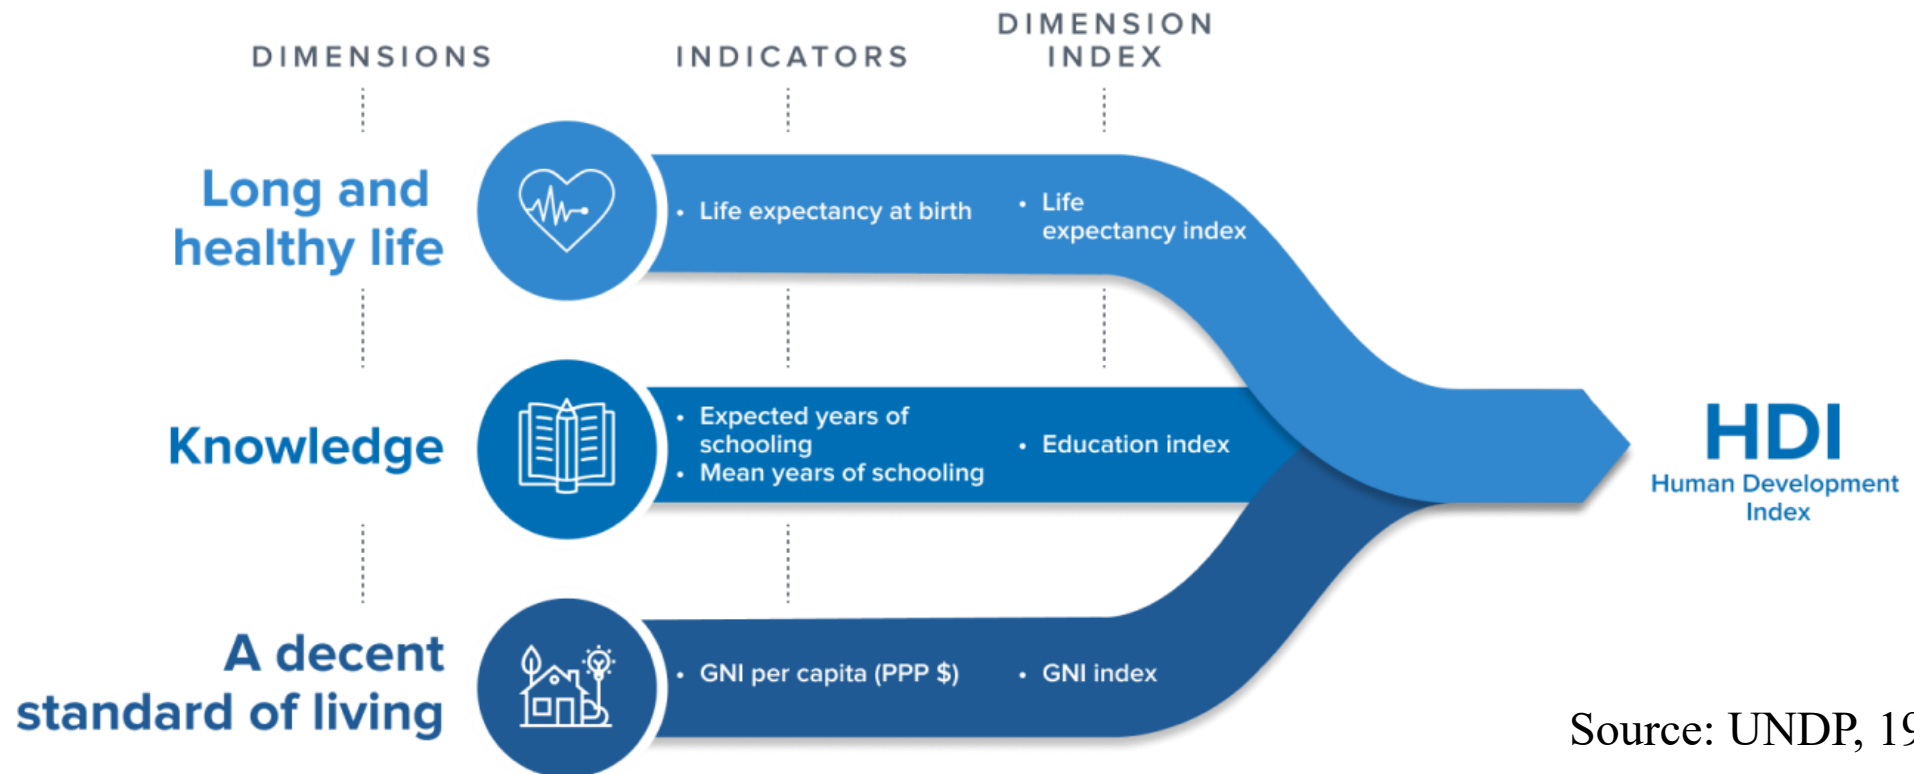 DIMENSIONS
INDICATORS
DIMENSION
INDEX
Long and
healthy life
• Life expectancy at birth
• Life
expectancy index
Knowledge
• Expected years of
schooling
• Mean years of schooling
• Education index
HDI
Human Development
Index
A decent
standard of living
• GNI per capita (PPP $)
• GNI index
Source: UNDP,